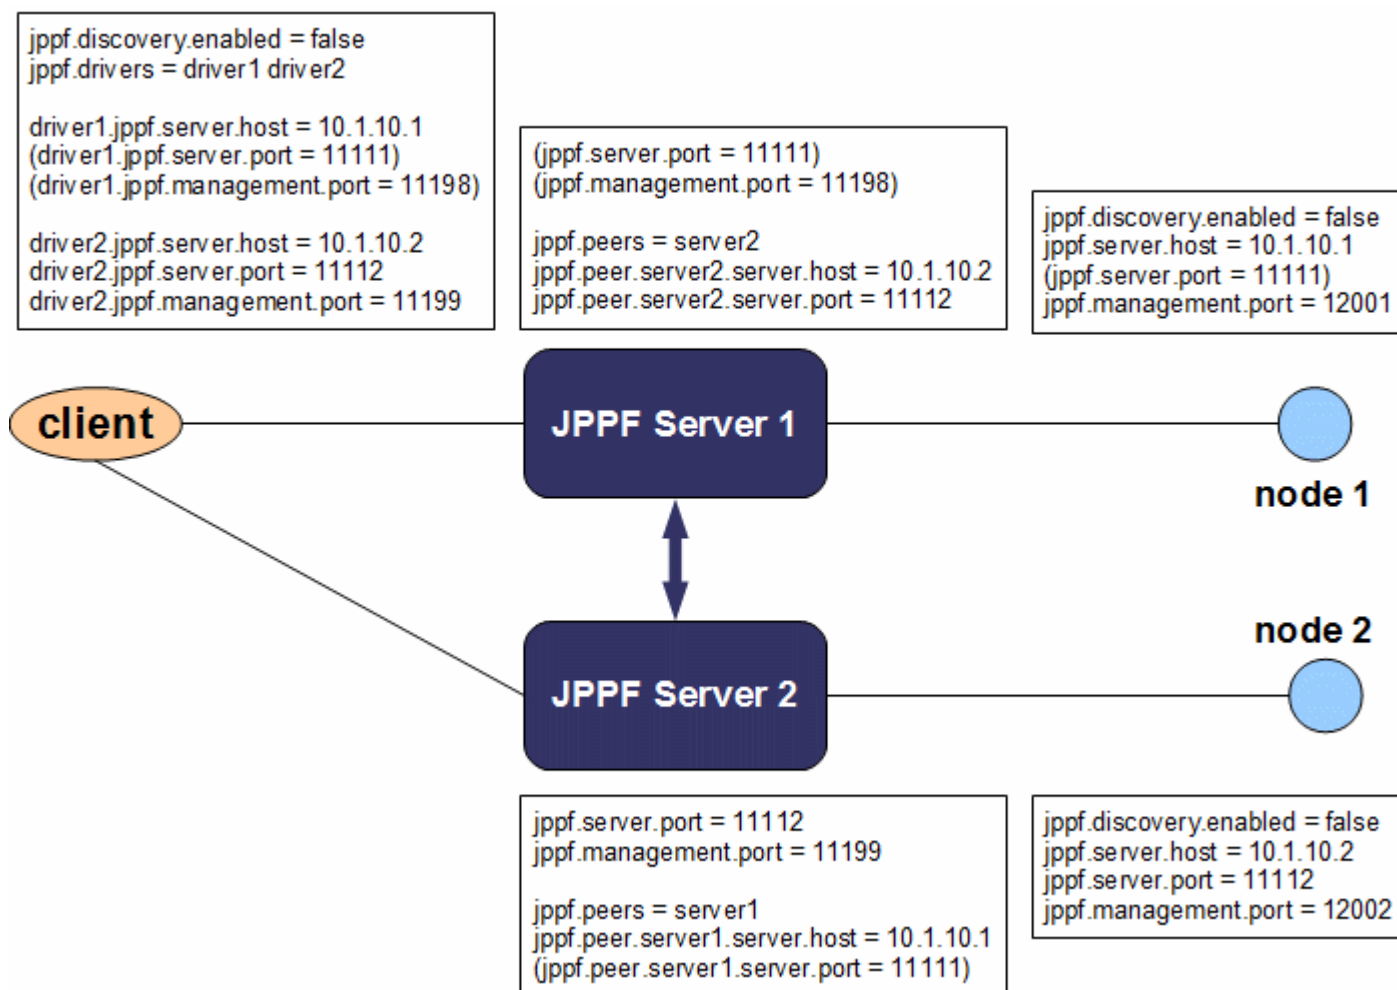 jppf.discovery.enabled = false
jppf.drivers = driver1 driver2
driver1.jppf.server.host = 10.1.10.1
(driver1.jppf.server.port = 11111)
(driver1.jppf.management.port = 11198)
driver2.jppf.server.host = 10.1.10.2
driver2.jppf.server.port = 11112
driver2.jppf.management.port = 11199
(jppf.server.port = 11111)
(jppf.management.port = 11198)
jppf.peers = server2
jppf.peer.server2.server.host = 10.1.10.2
jppf.peer.server2.server.port = 11112
jppf.discovery.enabled = false
jppf.server.host = 10.1.10.1
(jppf.server.port = 11111)
jppf.management.port = 12001
client
JPPF Server 1
node 1
JPPF Server 2
node 2
jppf.server.port = 11112
jppf.management.port = 11199
jppf.peers = server1
jppf.peer.server1.server.host = 10.1.10.1
(jppf.peer.server1.server.port = 11111)
jppf.discovery.enabled = false
jppf.server.host = 10.1.10.2
jppf.server.port = 11112
jppf.management.port = 12002